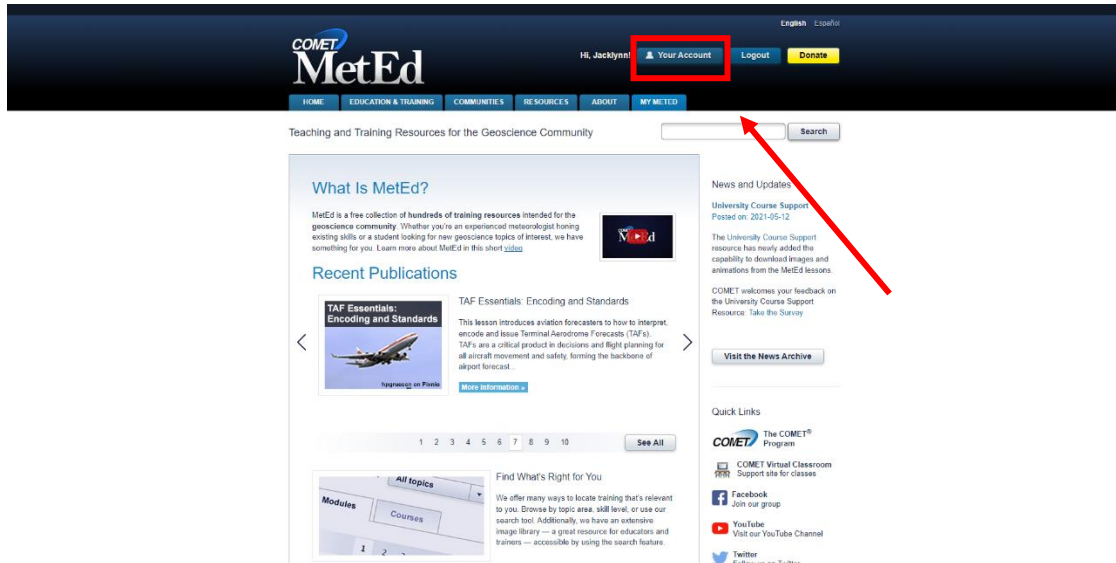 English Español
COMET
MetEd
Hi, Jacklynn! Your Account Logout Donate
HOME EDUCATION & TRAINING COMMUNITIES RESOURCES ABOUT MY METED
Teaching and Training Resources for the Geoscience Community
Search
What Is MetEd?
MetEd is a free collection of hundreds of training resources intended for the
geoscience community. Whether you're an experienced meteorologist honing
existing skills or a student looking for new geoscience topics of interest, we have
something for you. Learn more about MetEd in this short video.
Recent Publications
TAF Essentials:
Encoding and Standards
hpgruesen on Pixnio
TAF Essentials: Encoding and Standards
This lesson introduces aviation forecasters to how to interpret,
encode and issue Terminal Aerodrome Forecasts (TAFs).
TAFs are a critical product in decisions and flight planning for
all aircraft movement and safety, forming the backbone of
airport forecast...
More Information »
1 2 3 4 5 6 7 8 9 10
See All
All topics
Modules
Courses
1 2
Find What's Right for You
We offer many ways to locate training that's relevant
to you. Browse by topic area, skill level, or use our
search tool. Additionally, we have an extensive
image library — a great resource for educators and
trainers — accessible by using the search feature.
News and Updates
University Course Support
Posted on: 2021-05-12
The University Course Support
resource has newly added the
capability to download images and
animations from the MetEd lessons.
COMET welcomes your feedback on
the University Course Support
Resource: Take the Survey
Visit the News Archive
Quick Links
COMET
The COMET®
Program
COMET Virtual Classroom
Support site for classes
Facebook
Join our group
YouTube
Visit our YouTube Channel
Twitter